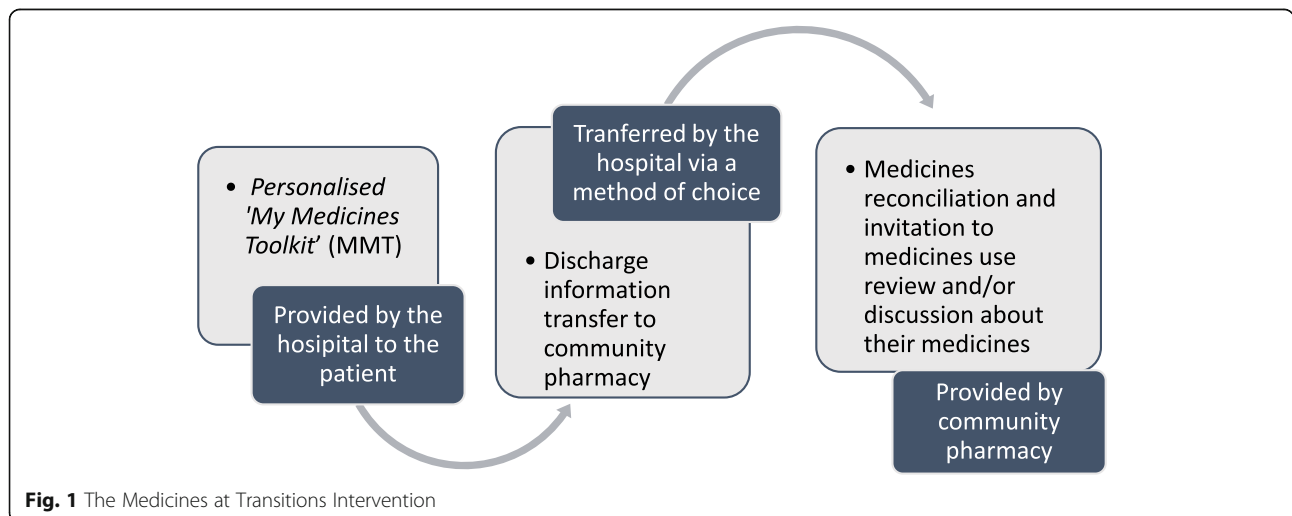 • Personalised
'My Medicines
Toolkit’ (MMT)
Provided by the
hosipital to the
patient
Tranferred by the
hospital via a
method of choice
• Discharge
information
transfer to
community
pharmacy
• Medicines
reconciliation and
invitation to
medicines use
review and/or
discussion about
their medicines
Provided by
community
pharmacy
Fig. 1 The Medicines at Transitions Intervention